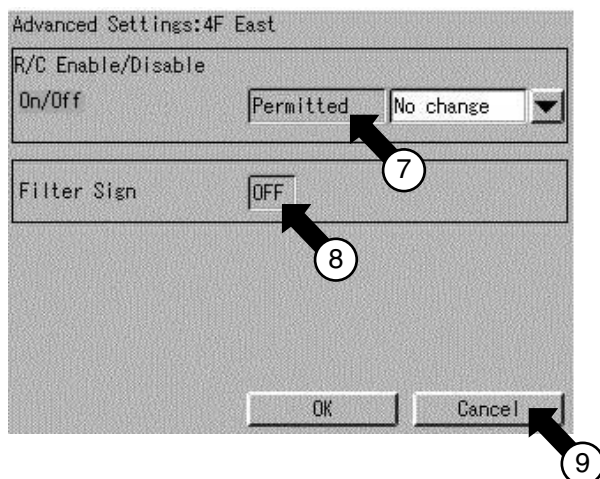 Advanced Settings:4F East
R/C Enable/Disable
On/Off Permitted No change
7
Filter Sign OFF
8
OK Cancel
9